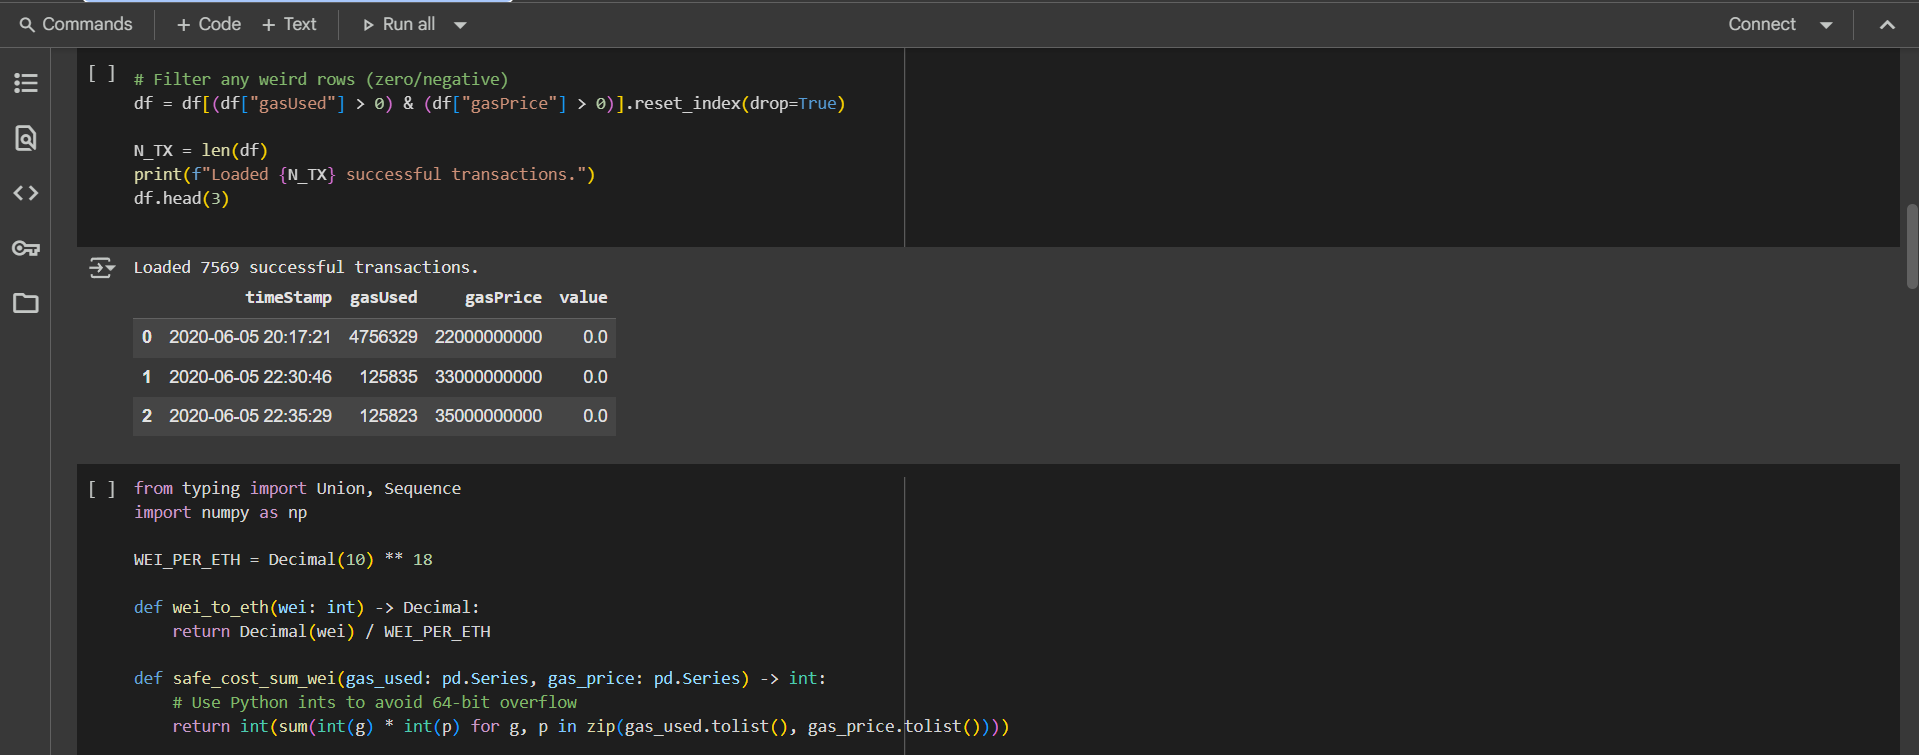 Commands + Code + Text Run all Connect
[ ] # Filter any weird rows (zero/negative)
df = df[(df["gasUsed"] > 0) & (df["gasPrice"] > 0)].reset_index(drop=True)
N_TX = len(df)
print(f"Loaded {N_TX} successful transactions.")
df.head(3)
Loaded 7569 successful transactions.
timeStamp gasUsed gasPrice value
0 2020-06-05 20:17:21 4756329 22000000000 0.0
1 2020-06-05 22:30:46 125835 33000000000 0.0
2 2020-06-05 22:35:29 125823 35000000000 0.0
[ ] from typing import Union, Sequence
import numpy as np
WEI_PER_ETH = Decimal(10) ** 18
def wei_to_eth(wei: int) -> Decimal:
    return Decimal(wei) / WEI_PER_ETH
def safe_cost_sum_wei(gas_used: pd.Series, gas_price: pd.Series) -> int:
    # Use Python ints to avoid 64-bit overflow
    return int(sum(int(g) * int(p) for g, p in zip(gas_used.tolist(), gas_price.tolist())))